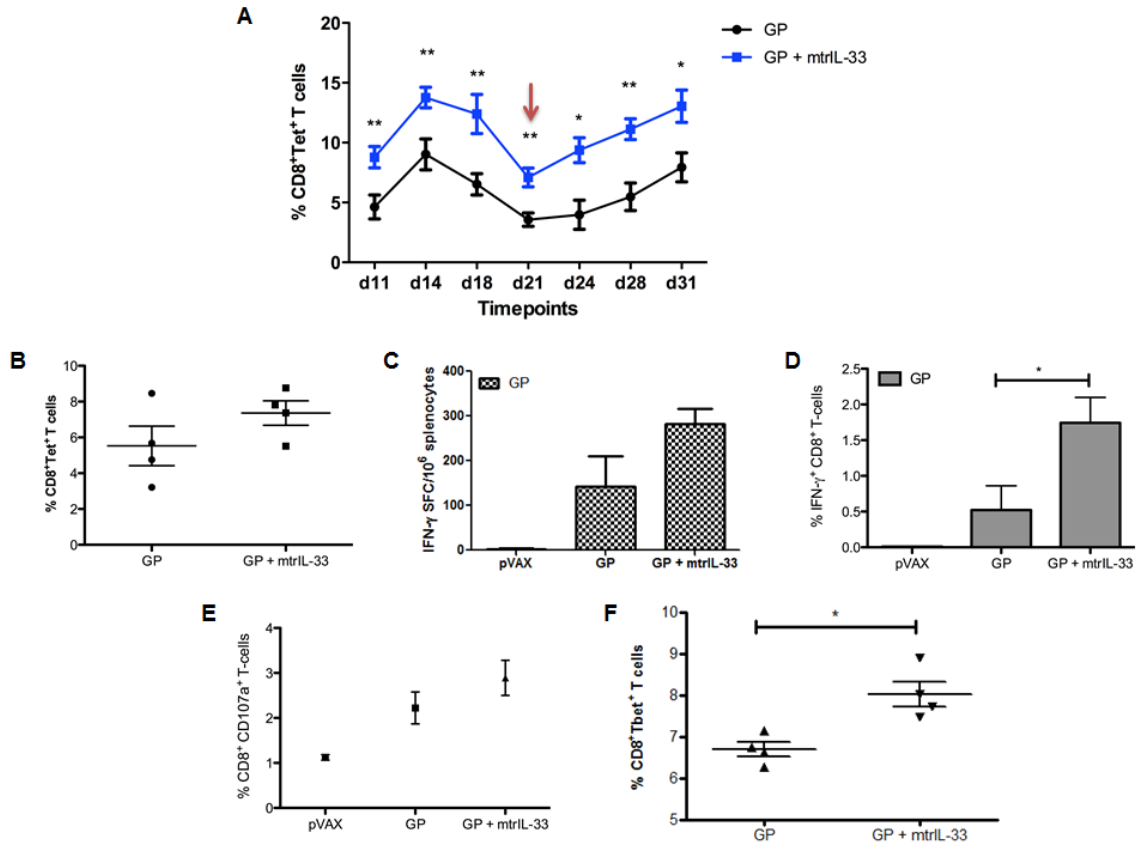 A
GP
GP + mtrIL-33
% CD8+Tet+ T cells
20
15
10
5
0
**
**
**
**
*
**
*
d11
d14
d18
d21
d24
d28
d31
Timepoints
B
% CD8+Tet+ T cells
10
8
6
4
2
0
GP
GP + mtrIL-33
C
GP
IFN-γ SFC/10^6 splenocytes
400
300
200
100
0
pVAX
GP
GP + mtrIL-33
D
GP
*
% IFN-γ+ CD8+ T-cells
2.5
2.0
1.5
1.0
0.5
0.0
pVAX
GP
GP + mtrIL-33
E
% CD8+ CD107a+ T-cells
4
3
2
1
0
pVAX
GP
GP + mtrIL-33
F
*
% CD8+Tbet+ T cells
10
9
8
7
6
5
GP
GP + mtrIL-33